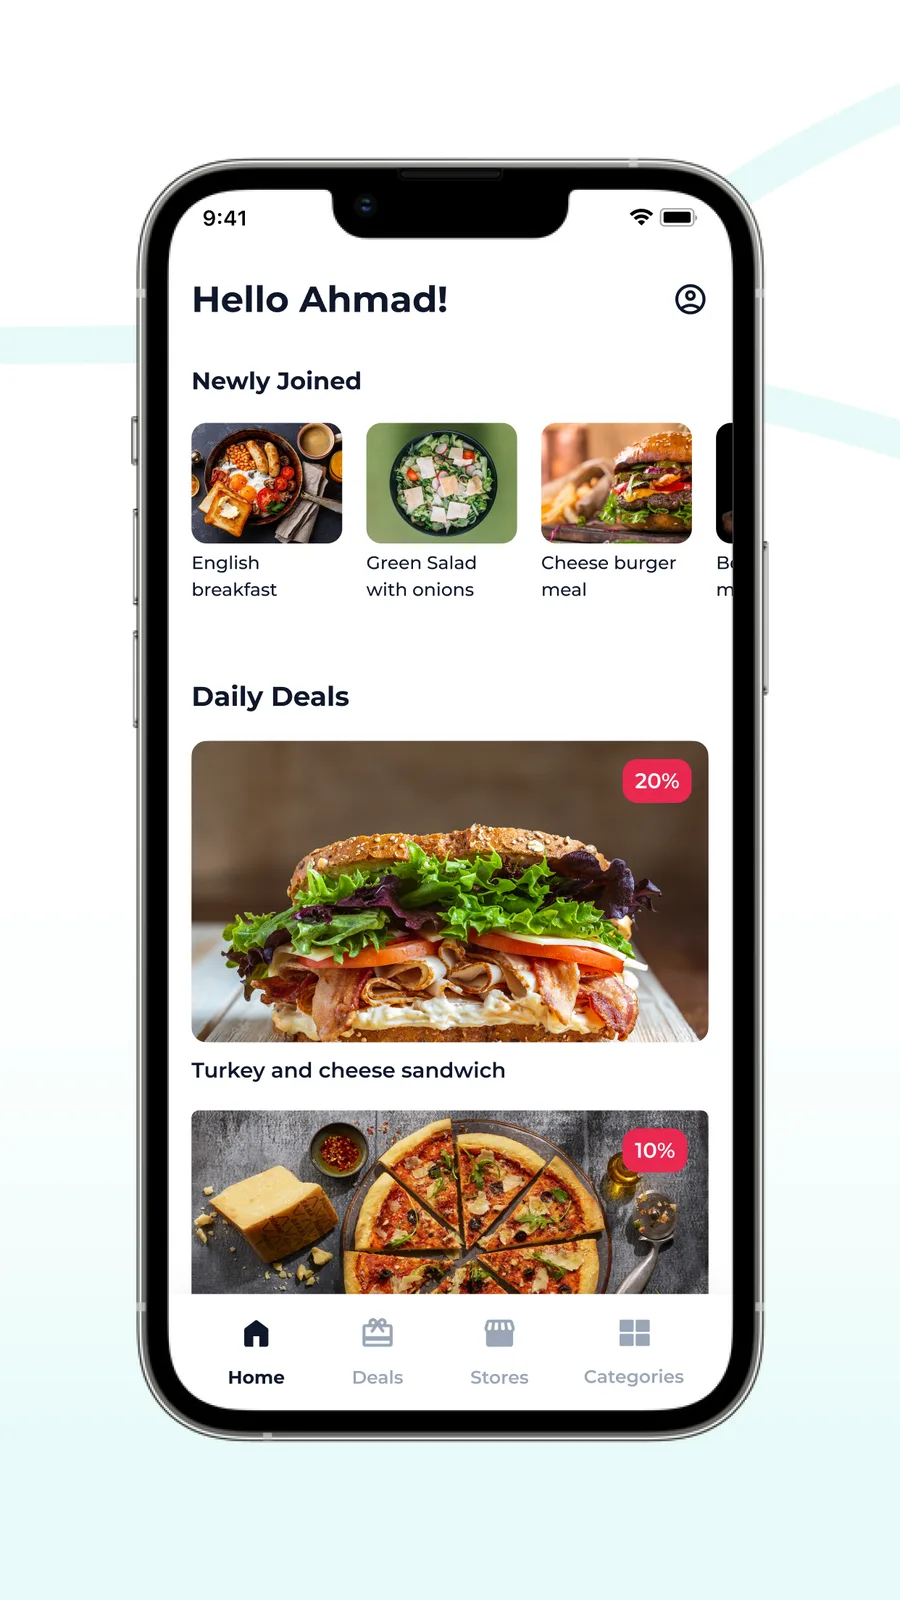 9:41
Hello Ahmad!
Newly Joined
English
breakfast
Green Salad
with onions
Cheese burger
meal
Daily Deals
20%
Turkey and cheese sandwich
10%
Home
Deals
Stores
Categories